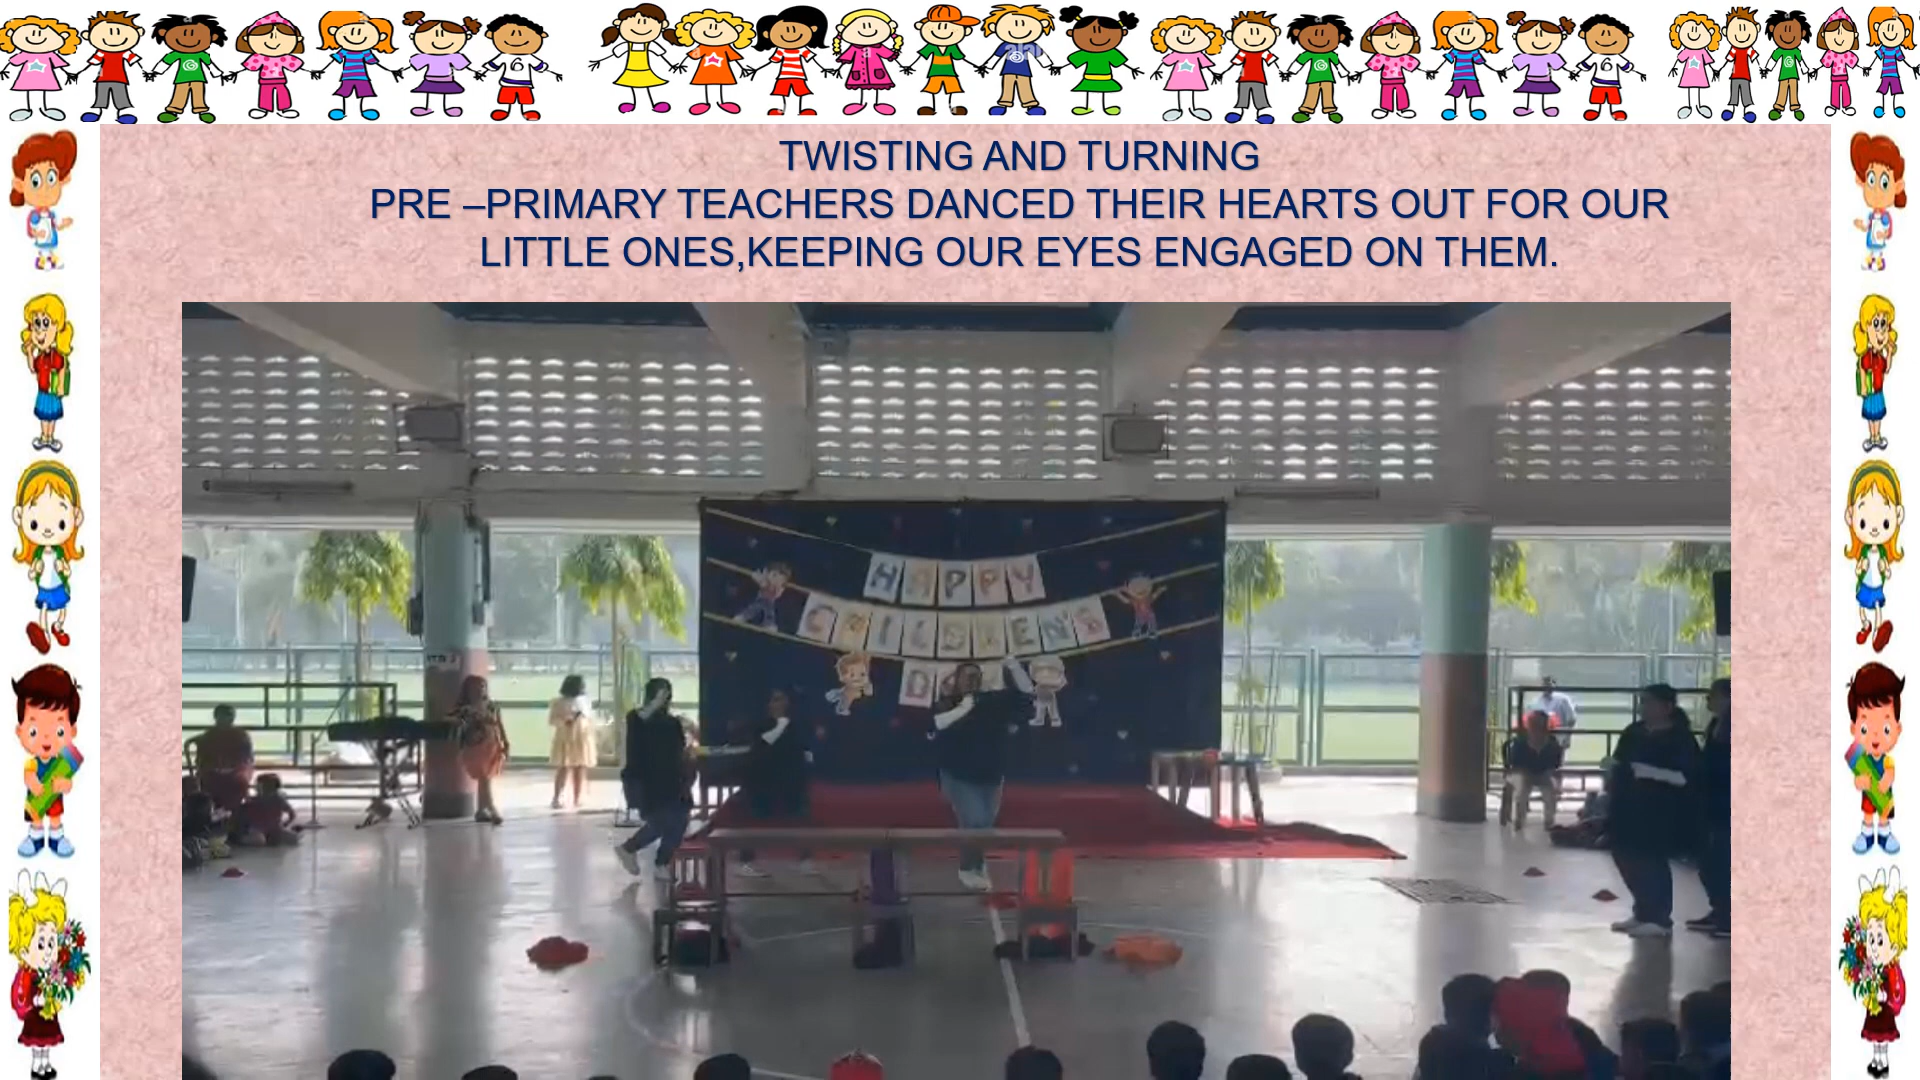 TWISTING AND TURNING
PRE –PRIMARY TEACHERS DANCED THEIR HEARTS OUT FOR OUR
LITTLE ONES,KEEPING OUR EYES ENGAGED ON THEM.
HAPPY
CHILDREN'S